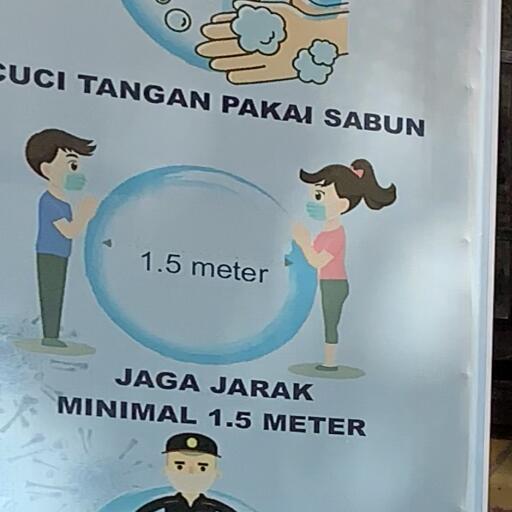 CUCI TANGAN PAKAI SABUN
1.5 meter
JAGA JARAK
MINIMAL 1.5 METER